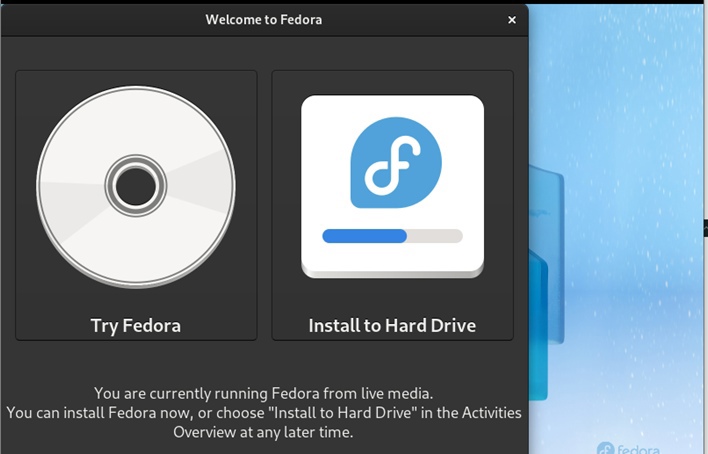 Welcome to Fedora
Try Fedora
Install to Hard Drive
You are currently running Fedora from live media.
You can install Fedora now, or choose "Install to Hard Drive" in the Activities
Overview at any later time.
fedora